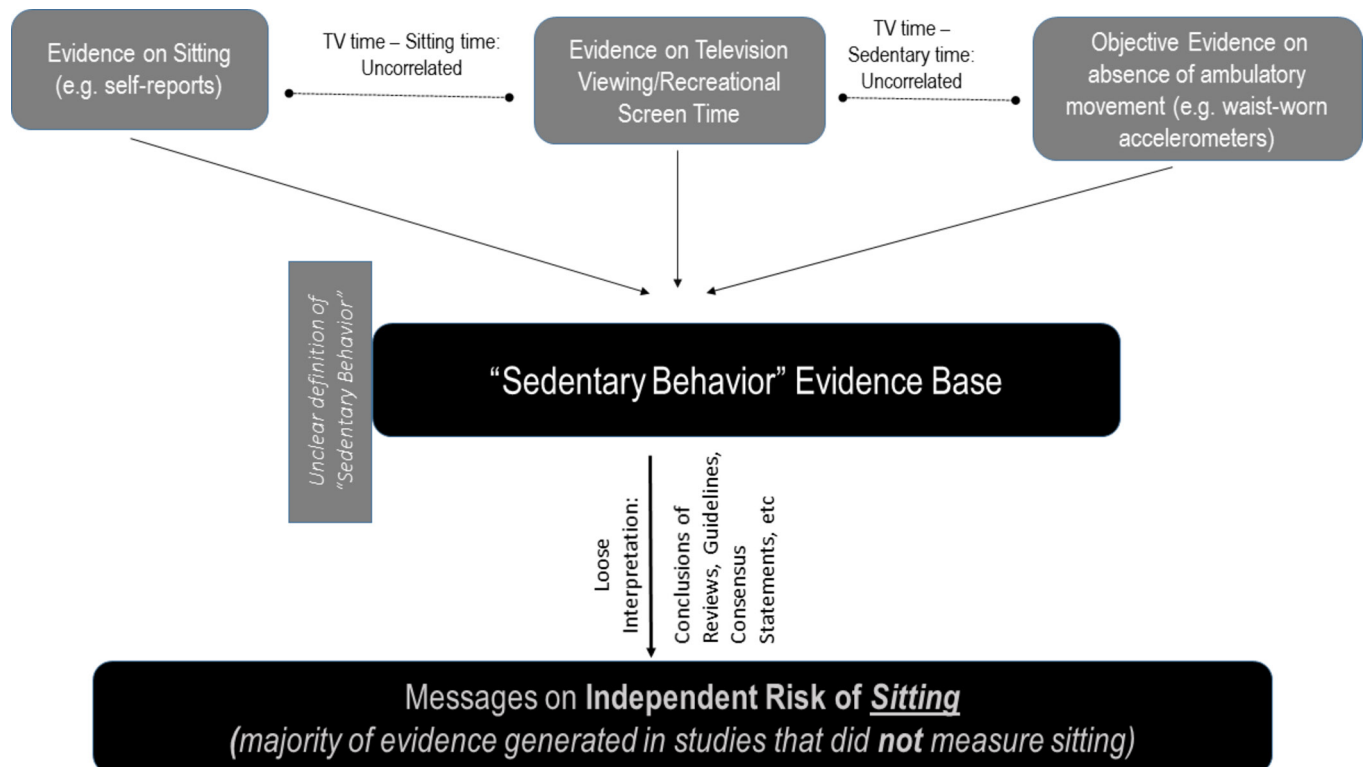 Evidence on Sitting
(e.g. self-reports)
TV time – Sitting time:
Uncorrelated
Evidence on Television
Viewing/Recreational
Screen Time
TV time –
Sedentary time:
Uncorrelated
Objective Evidence on
absence of ambulatory
movement (e.g. waist-worn
accelerometers)
Unclear definition of
“Sedentary Behavior”
“Sedentary Behavior” Evidence Base
Loose
Interpretation:
Conclusions of
Reviews, Guidelines,
Consensus
Statements, etc
Messages on Independent Risk of Sitting
(majority of evidence generated in studies that did not measure sitting)